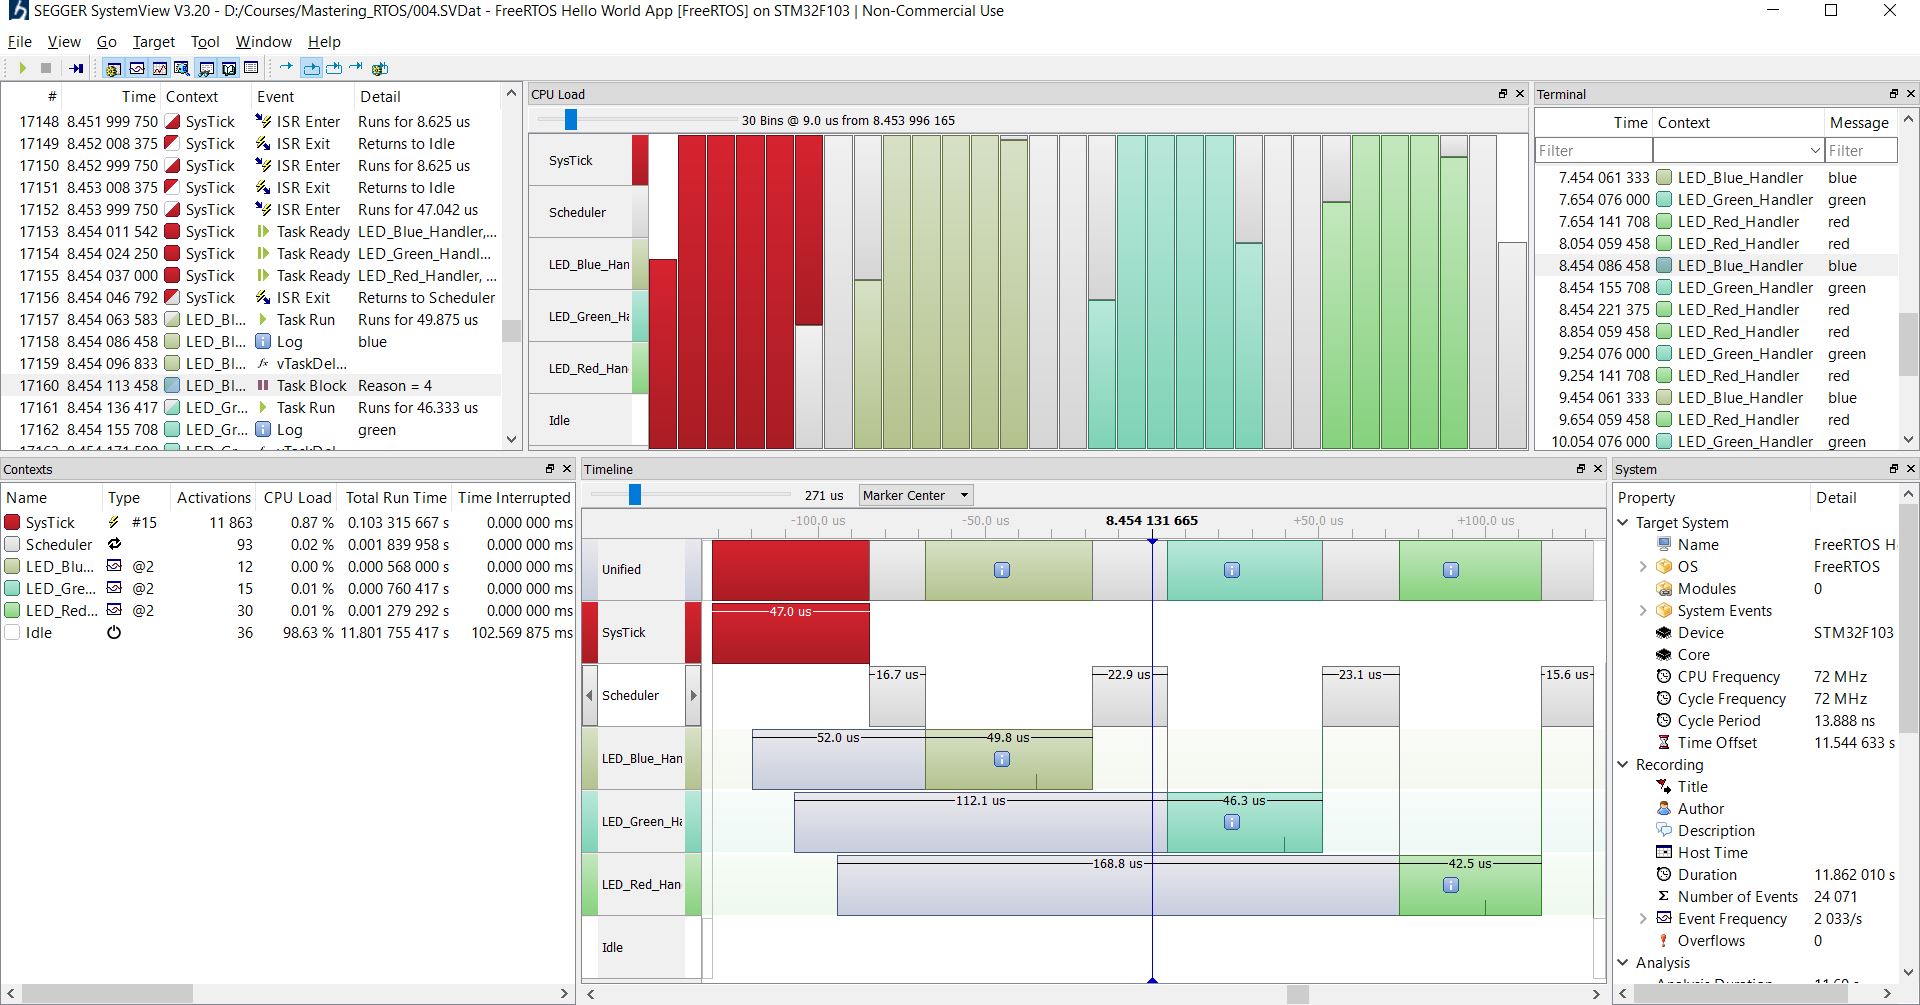 SEGGER SystemView V3.20 - D:/Courses/Mastering_RTOS/004.SVDat - FreeRTOS Hello World App [FreeRTOS] on STM32F103 | Non-Commercial Use
File View Go Target Tool Window Help
# Time Context Event Detail
17148 8.451 999 750 SysTick ISR Enter Runs for 8.625 us
17149 8.452 008 375 SysTick ISR Exit Returns to Idle
17150 8.452 999 750 SysTick ISR Enter Runs for 8.625 us
17151 8.453 008 375 SysTick ISR Exit Returns to Idle
17152 8.453 999 750 SysTick ISR Enter Runs for 47.042 us
17153 8.454 011 542 SysTick Task Ready LED_Blue_Handler,...
17154 8.454 024 250 SysTick Task Ready LED_Green_Handl...
17155 8.454 037 000 SysTick Task Ready LED_Red_Handler, ...
17156 8.454 046 792 SysTick ISR Exit Returns to Scheduler
17157 8.454 063 583 LED_Bl... Task Run Runs for 49.875 us
17158 8.454 086 458 LED_Bl... Log blue
17159 8.454 096 833 LED_Bl... fx vTaskDel...
17160 8.454 113 458 LED_Bl... Task Block Reason = 4
17161 8.454 136 417 LED_Gr... Task Run Runs for 46.333 us
17162 8.454 155 708 LED_Gr... Log green
CPU Load
30 Bins @ 9.0 us from 8.453 996 165
SysTick
Scheduler
LED_Blue_Han
LED_Green_Ha
LED_Red_Han
Idle
Terminal
Time Context Message
Filter Filter
7.454 061 333 LED_Blue_Handler blue
7.654 076 000 LED_Green_Handler green
7.654 141 708 LED_Red_Handler red
8.054 059 458 LED_Red_Handler red
8.454 086 458 LED_Blue_Handler blue
8.454 155 708 LED_Green_Handler green
8.454 221 375 LED_Red_Handler red
8.854 059 458 LED_Red_Handler red
9.254 076 000 LED_Green_Handler green
9.254 141 708 LED_Red_Handler red
9.454 061 333 LED_Blue_Handler blue
9.654 059 458 LED_Red_Handler red
10.054 076 000 LED_Green_Handler green
Contexts
Name Type Activations CPU Load Total Run Time Time Interrupted
SysTick #15 11 863 0.87 % 0.103 315 667 s 0.000 000 ms
Scheduler 93 0.02 % 0.001 839 958 s 0.000 000 ms
LED_Blu... @2 12 0.00 % 0.000 568 000 s 0.000 000 ms
LED_Gre... @2 15 0.01 % 0.000 760 417 s 0.000 000 ms
LED_Red... @2 30 0.01 % 0.001 279 292 s 0.000 000 ms
Idle 36 98.63 % 11.801 755 417 s 102.569 875 ms
Timeline
271 us Marker Center
-100.0 us -50.0 us 8.454 131 665 +50.0 us +100.0 us
Unified
SysTick 47.0 us
Scheduler 16.7 us 22.9 us 23.1 us 15.6 us
LED_Blue_Han 52.0 us 49.8 us
LED_Green_Ha 112.1 us 46.3 us
LED_Red_Han 168.8 us 42.5 us
Idle
System
Property Detail
Target System
Name FreeRTOS H
OS FreeRTOS
Modules 0
System Events
Device STM32F103
Core
CPU Frequency 72 MHz
Cycle Frequency 72 MHz
Cycle Period 13.888 ns
Time Offset 11.544 633 s
Recording
Title
Author
Description
Host Time
Duration 11.862 010 s
Number of Events 24 071
Event Frequency 2 033/s
Overflows 0
Analysis